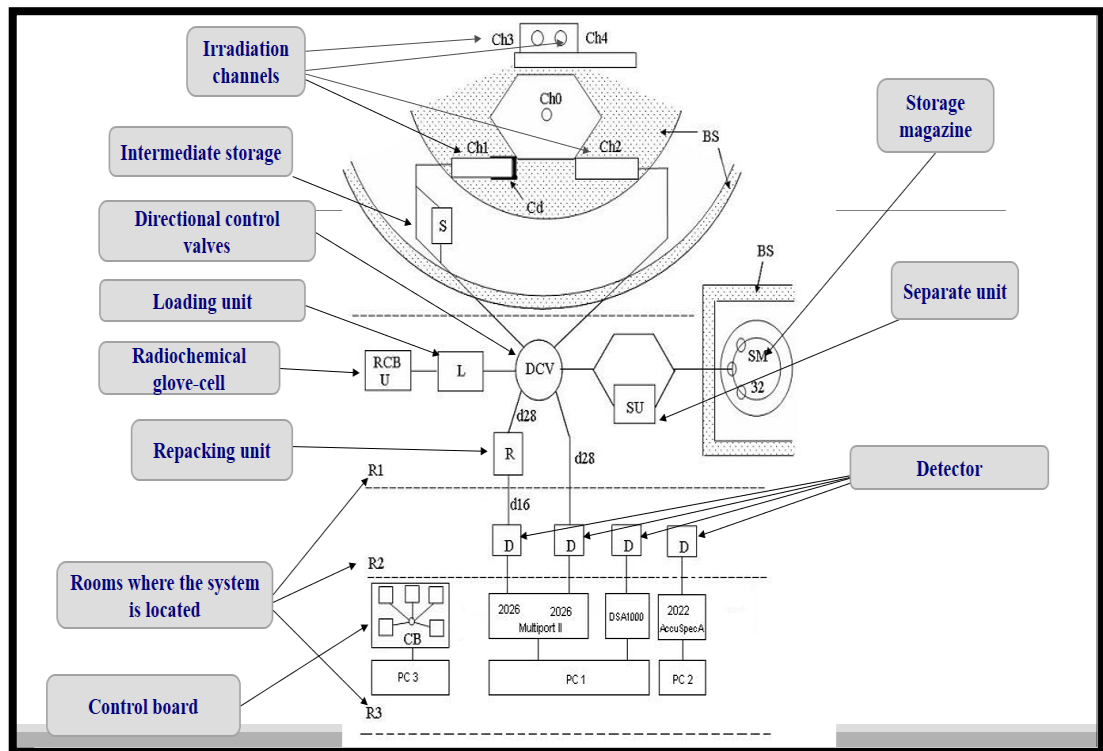 Irradiation
channels
Ch3
Ch4
Ch0
Storage
magazine
BS
Intermediate storage
Ch1
Ch2
Cd
S
Directional control
valves
BS
Loading unit
Separate unit
Radiochemical
glove-cell
RCB
U
L
DCV
SM
32
SU
d28
Repacking unit
R
d28
Detector
R1
d16
D
D
D
D
Rooms where the system
is located
R2
2026
2026
Multiport II
DSA1000
2022
AccuSpecA
CB
PC 3
PC 1
PC 2
Control board
R3